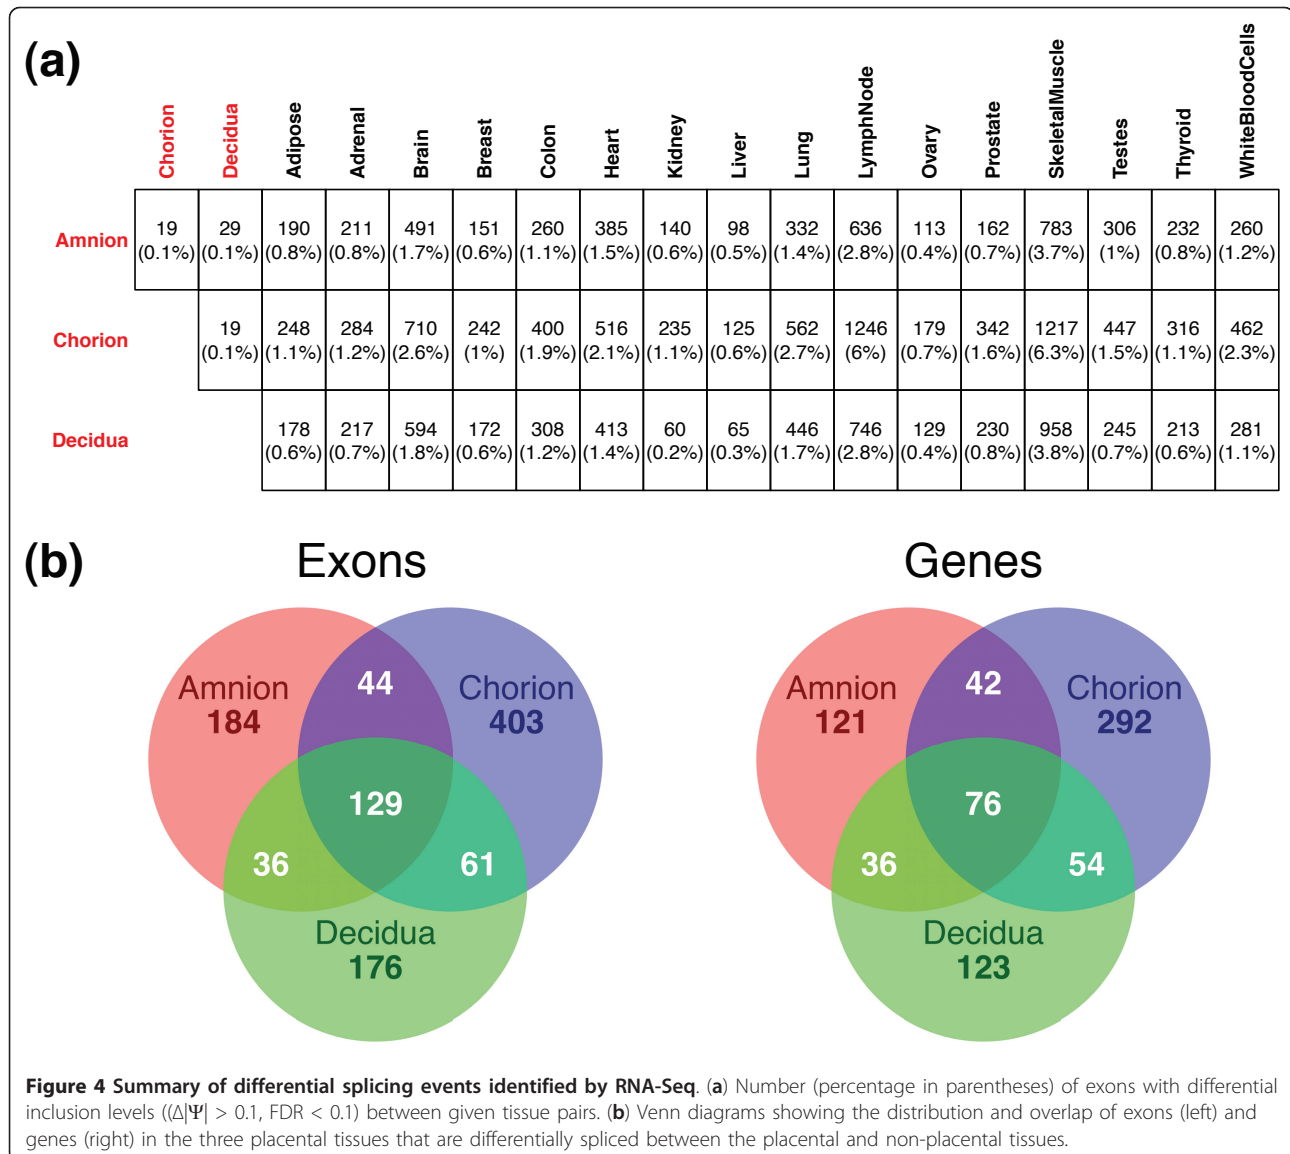 (a)
Chorion Decidua Adipose Adrenal Brain Breast Colon Heart Kidney Liver Lung LymphNode Ovary Prostate SkeletalMuscle Testes Thyroid WhiteBloodCells
Amnion 19 29 190 211 491 151 260 385 140 98 332 636 113 162 783 306 232 260
(0.1%) (0.1%) (0.8%) (0.8%) (1.7%) (0.6%) (1.1%) (1.5%) (0.6%) (0.5%) (1.4%) (2.8%) (0.4%) (0.7%) (3.7%) (1%) (0.8%) (1.2%)
Chorion 19 248 284 710 242 400 516 235 125 562 1246 179 342 1217 447 316 462
(0.1%) (1.1%) (1.2%) (2.6%) (1%) (1.9%) (2.1%) (1.1%) (0.6%) (2.7%) (6%) (0.7%) (1.6%) (6.3%) (1.5%) (1.1%) (2.3%)
Decidua 178 217 594 172 308 413 60 65 446 746 129 230 958 245 213 281
(0.6%) (0.7%) (1.8%) (0.6%) (1.2%) (1.4%) (0.2%) (0.3%) (1.7%) (2.8%) (0.4%) (0.8%) (3.8%) (0.7%) (0.6%) (1.1%)
(b)
Exons
Amnion
184
44
Chorion
403
129
36
61
Decidua
176
Genes
Amnion
121
42
Chorion
292
76
36
54
Decidua
123
Figure 4 Summary of differential splicing events identified by RNA-Seq. (a) Number (percentage in parentheses) of exons with differential
inclusion levels ((Δ|Ψ| > 0.1, FDR < 0.1) between given tissue pairs. (b) Venn diagrams showing the distribution and overlap of exons (left) and
genes (right) in the three placental tissues that are differentially spliced between the placental and non-placental tissues.